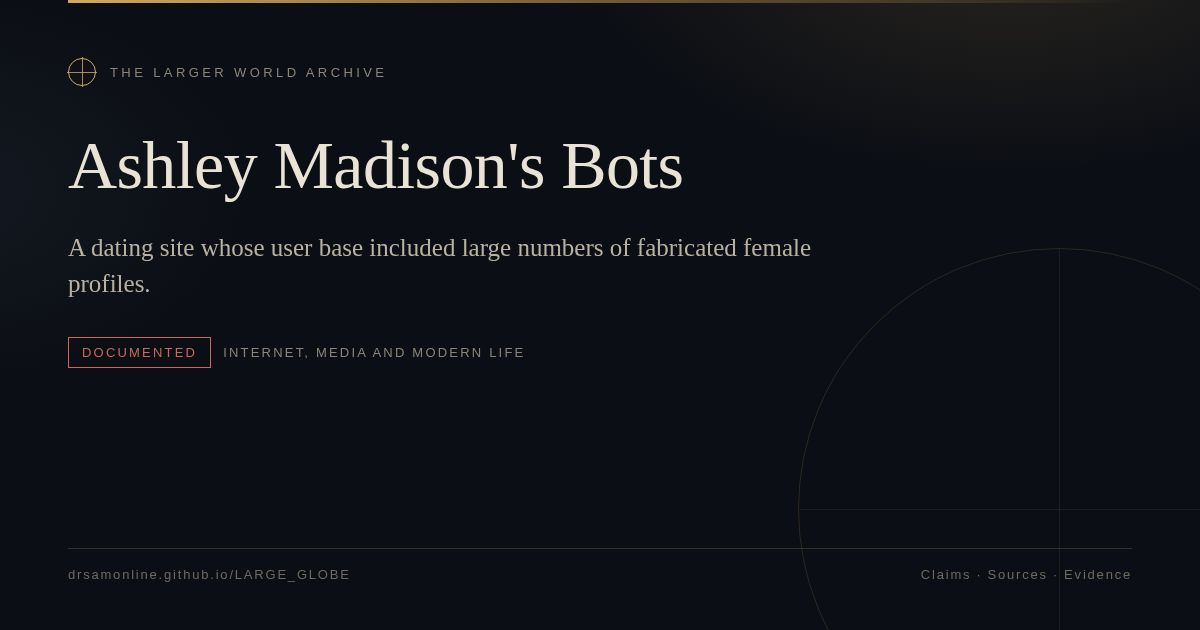 THE LARGER WORLD ARCHIVE
Ashley Madison's Bots
A dating site whose user base included large numbers of fabricated female
profiles.
DOCUMENTED
INTERNET, MEDIA AND MODERN LIFE
drsamonline.github.io/LARGE_GLOBE
Claims · Sources · Evidence